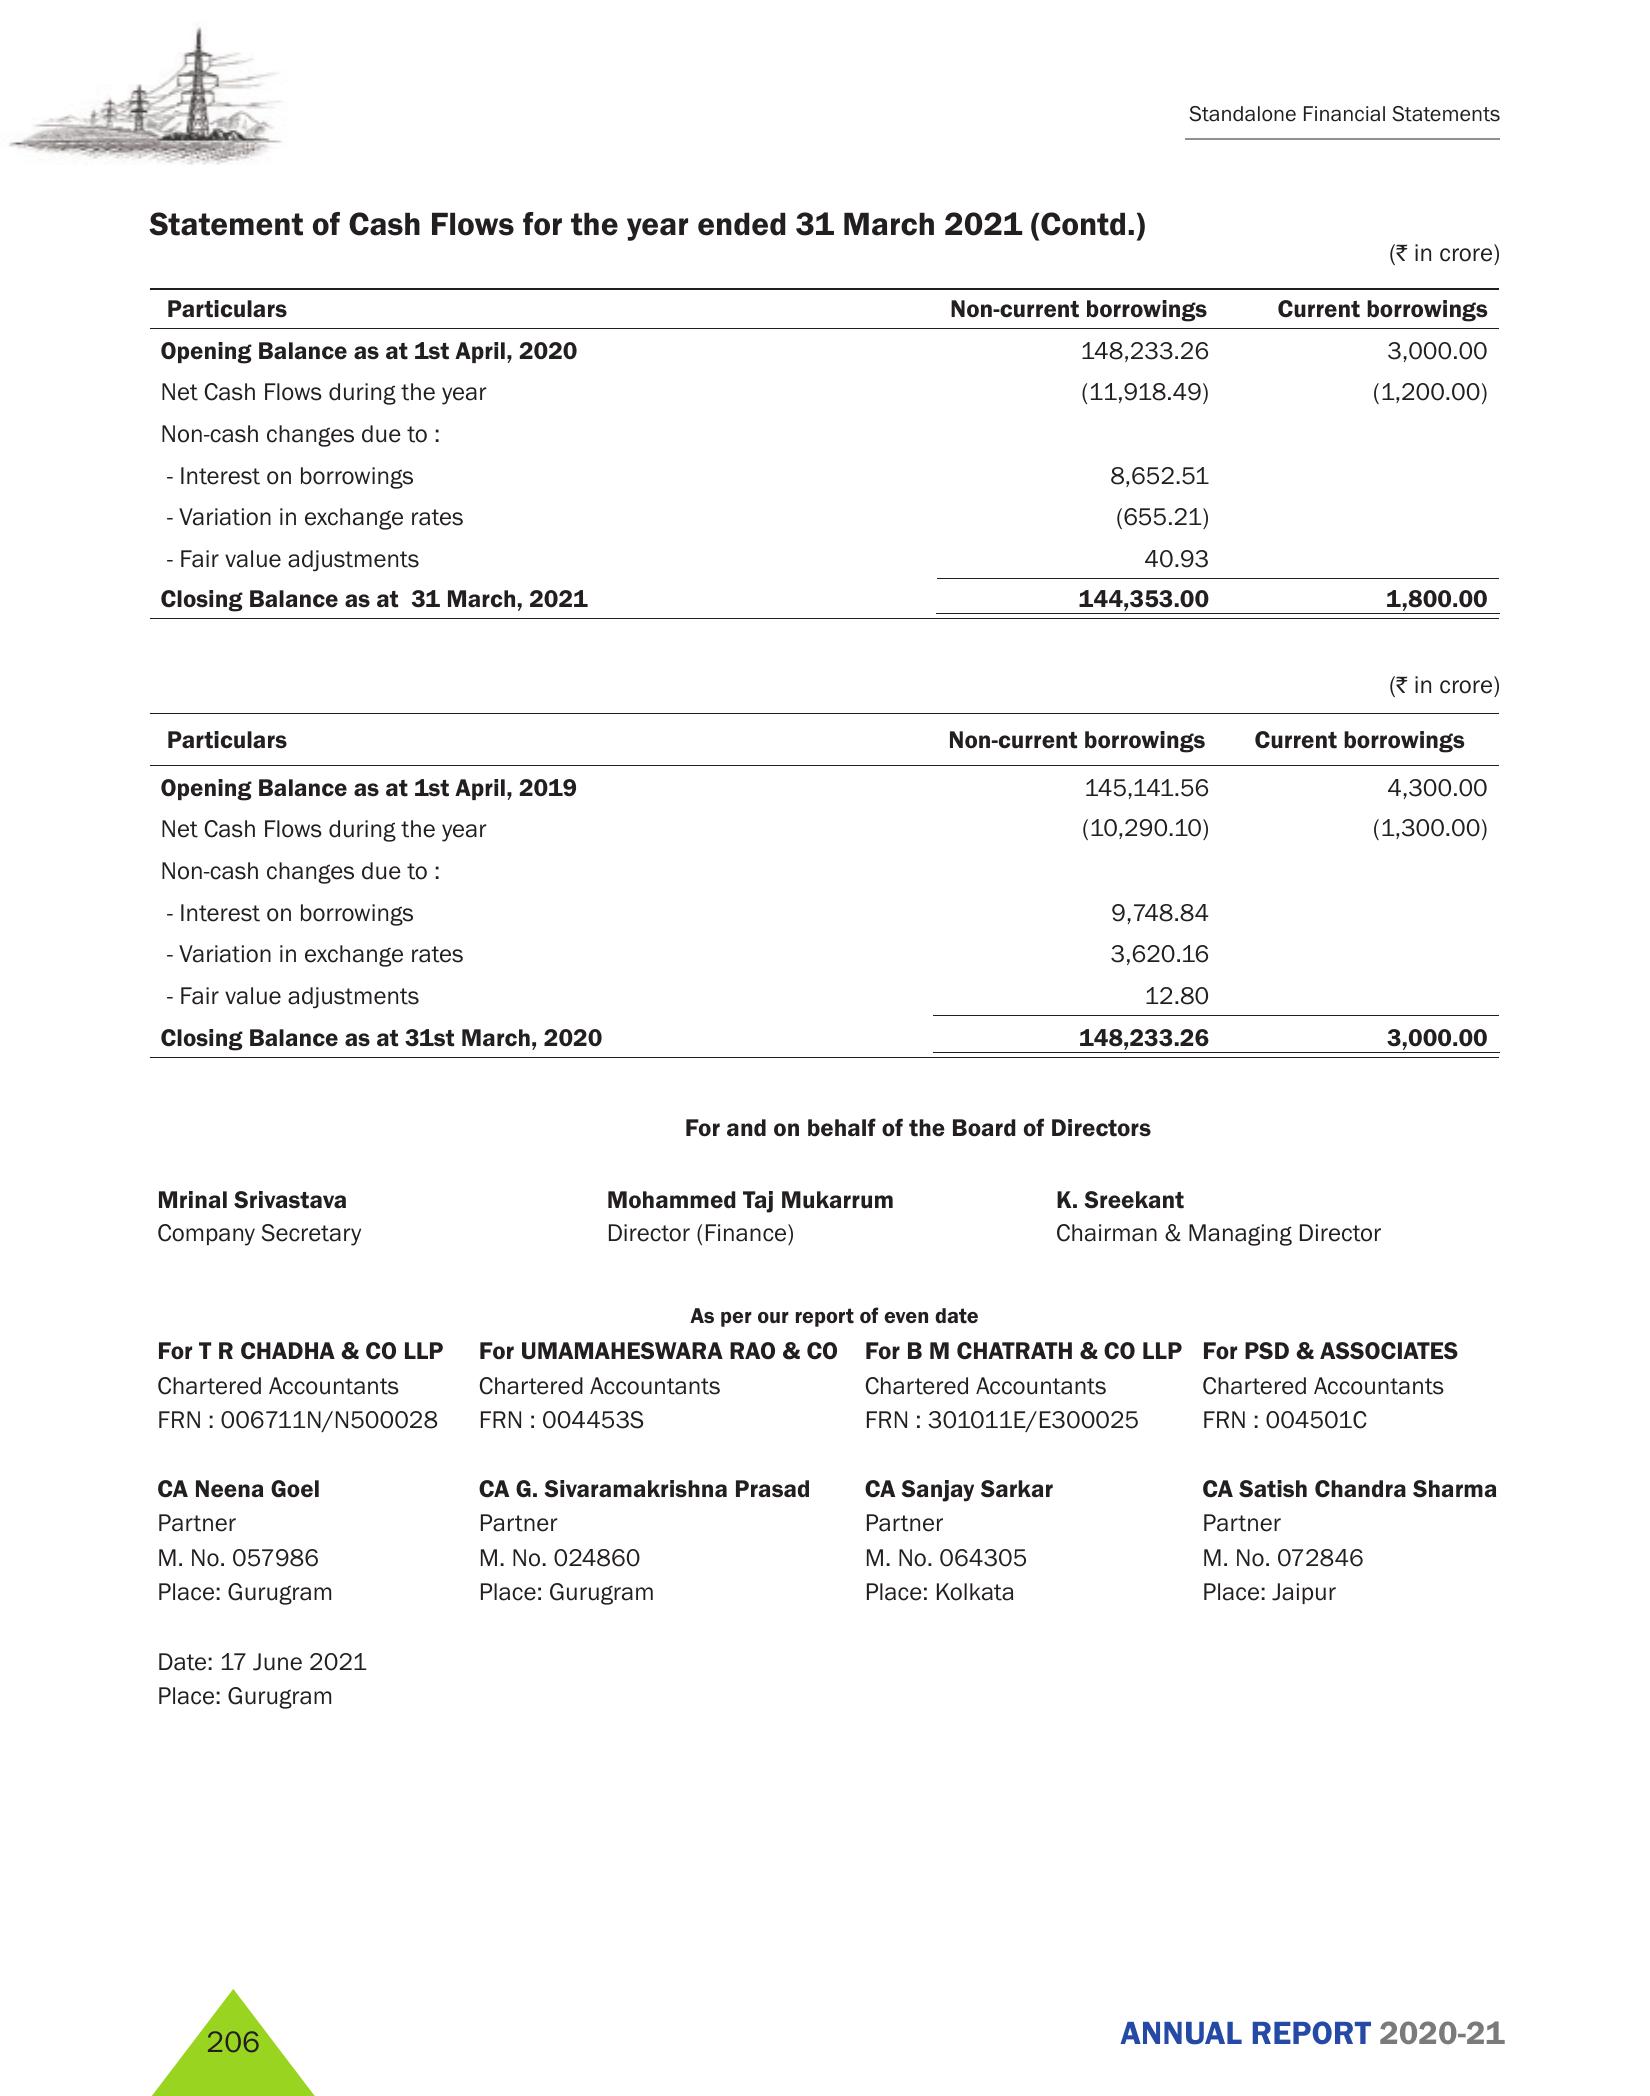 Standalone Financial Statements
Statement of Cash Flows for the year ended 31 March 2021 (Contd.)
(₹ in crore)
Particulars Non-current borrowings Current borrowings
Opening Balance as at 1st April, 2020 148,233.26 3,000.00
Net Cash Flows during the year (11,918.49) (1,200.00)
Non-cash changes due to :
- Interest on borrowings 8,652.51
- Variation in exchange rates (655.21)
- Fair value adjustments 40.93
Closing Balance as at 31 March, 2021 144,353.00 1,800.00
(₹ in crore)
Particulars Non-current borrowings Current borrowings
Opening Balance as at 1st April, 2019 145,141.56 4,300.00
Net Cash Flows during the year (10,290.10) (1,300.00)
Non-cash changes due to :
- Interest on borrowings 9,748.84
- Variation in exchange rates 3,620.16
- Fair value adjustments 12.80
Closing Balance as at 31st March, 2020 148,233.26 3,000.00
For and on behalf of the Board of Directors
Mrinal Srivastava Mohammed Taj Mukarrum K. Sreekant
Company Secretary Director (Finance) Chairman & Managing Director
As per our report of even date
For T R CHADHA & CO LLP For UMAMAHESWARA RAO & CO For B M CHATRATH & CO LLP For PSD & ASSOCIATES
Chartered Accountants Chartered Accountants Chartered Accountants Chartered Accountants
FRN : 006711N/N500028 FRN : 004453S FRN : 301011E/E300025 FRN : 004501C
CA Neena Goel CA G. Sivaramakrishna Prasad CA Sanjay Sarkar CA Satish Chandra Sharma
Partner Partner Partner Partner
M. No. 057986 M. No. 024860 M. No. 064305 M. No. 072846
Place: Gurugram Place: Gurugram Place: Kolkata Place: Jaipur
Date: 17 June 2021
Place: Gurugram
206
ANNUAL REPORT 2020-21